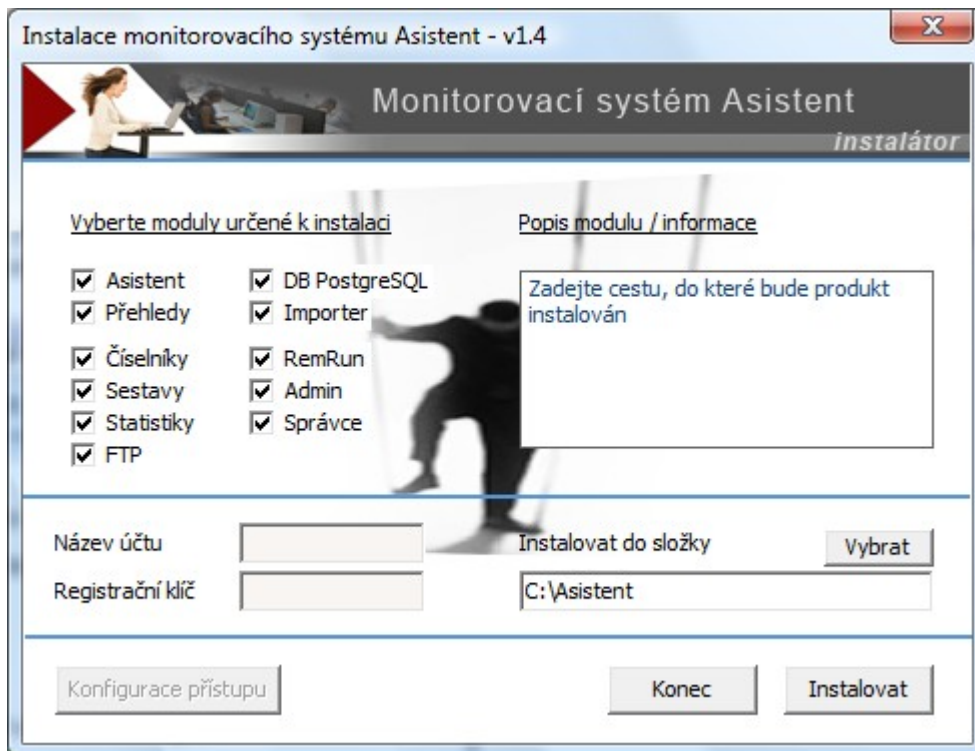 Instalace monitorovacího systému Asistent - v1.4
Monitorovací systém Asistent
instalátor
Vyberte moduly určené k instalaci
Popis modulu / informace
Asistent
DB PostgreSQL
Přehledy
Importer
Číselníky
RemRun
Sestavy
Admin
Statistiky
Správce
FTP
Zadejte cestu, do které bude produkt
instalován
Název účtu
Instalovat do složky
Vybrat
Registrační klíč
C:\Asistent
Konfigurace přístupu
Konec
Instalovat